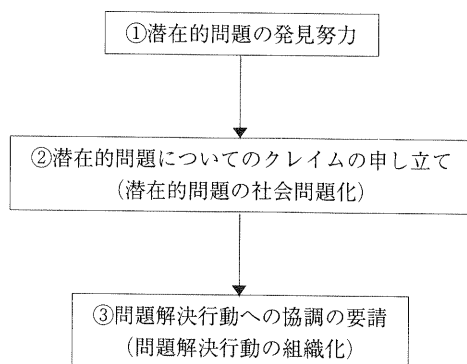 ①潜在的問題の発見努力
②潜在的問題についてのクレイムの申し立て
(潜在的問題の社会問題化)
③問題解決行動への協調の要請
(問題解決行動の組織化)